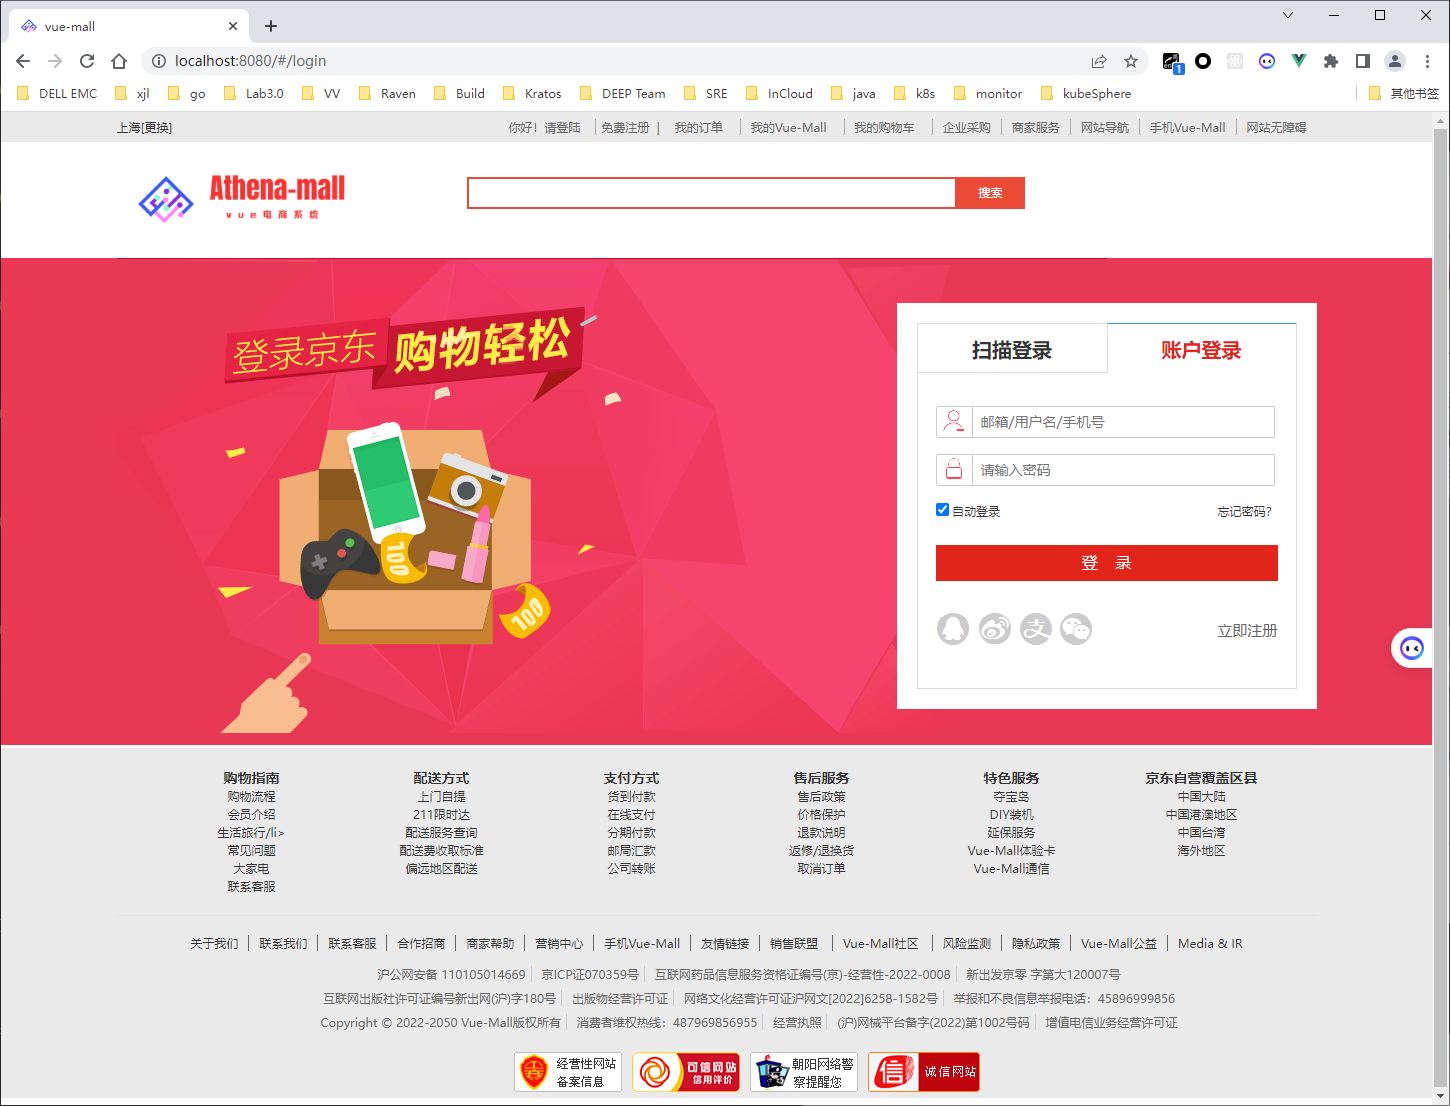 vue-mall
localhost:8080/#/login
DELL EMC xjl go Lab3.0 VV Raven Build Kratos DEEP Team SRE InCloud java k8s monitor kubeSphere 其他书签
上海[更换] 你好！请登陆 免费注册 | 我的订单 我的Vue-Mall 我的购物车 企业采购 商家服务 网站导航 手机Vue-Mall 网站无障碍
Athena-mall
vue电商系统
搜索
登录京东 购物轻松
扫描登录 账户登录
邮箱/用户名/手机号
请输入密码
自动登录 忘记密码?
登 录
立即注册
100
100
购物指南 配送方式 支付方式 售后服务 特色服务 京东自营覆盖区县
购物流程 上门自提 货到付款 售后政策 夺宝岛 中国大陆
会员介绍 211限时达 在线支付 价格保护 DIY装机 中国港澳地区
生活旅行/li> 配送服务查询 分期付款 退款说明 延保服务 中国台湾
常见问题 配送费收取标准 邮局汇款 返修/退换货 Vue-Mall体验卡 海外地区
大家电 偏远地区配送 公司转账 取消订单 Vue-Mall通信
联系客服
关于我们 联系我们 联系客服 合作招商 商家帮助 营销中心 手机Vue-Mall 友情链接 销售联盟 Vue-Mall社区 风险监测 隐私政策 Vue-Mall公益 Media & IR
沪公网安备 110105014669 京ICP证070359号 互联网药品信息服务资格证编号(京)-经营性-2022-0008 新出发京零 字第大120007号
互联网出版社许可证编号新出网(沪)字180号 出版物经营许可证 网络文化经营许可证沪网文[2022]6258-1582号 举报和不良信息举报电话：45896999856
Copyright © 2022-2050 Vue-Mall版权所有 消费者维权热线：487969856955 经营执照 (沪)网械平台备字(2022)第1002号码 增值电信业务经营许可证
经营性网站 可信网站 朝阳网络警 诚信网站
备案信息 信用评价 察提醒您